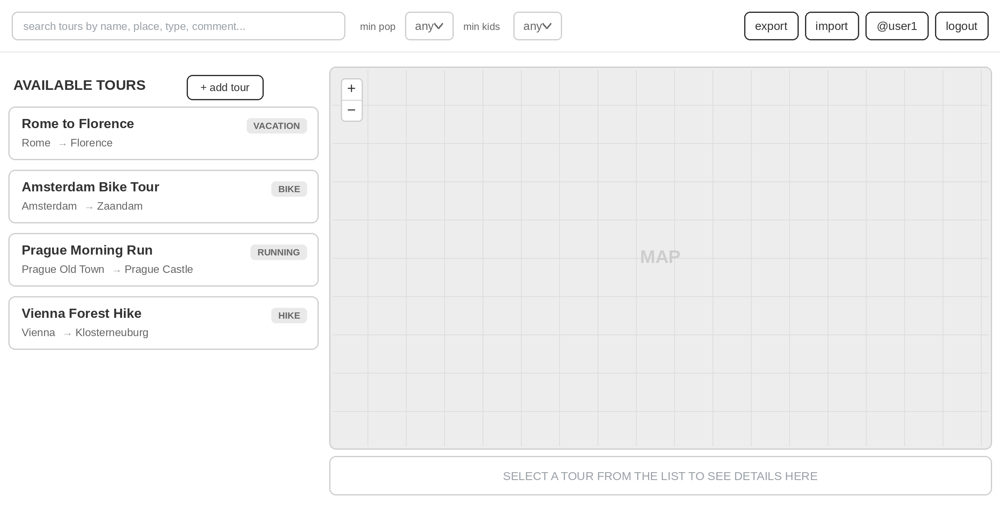 search tours by name, place, type, comment...
min pop
any
min kids
any
export
import
@user1
logout
AVAILABLE TOURS
+ add tour
Rome to Florence
VACATION
Rome → Florence
Amsterdam Bike Tour
BIKE
Amsterdam → Zaandam
Prague Morning Run
RUNNING
Prague Old Town → Prague Castle
Vienna Forest Hike
HIKE
Vienna → Klosterneuburg
+
−
MAP
SELECT A TOUR FROM THE LIST TO SEE DETAILS HERE